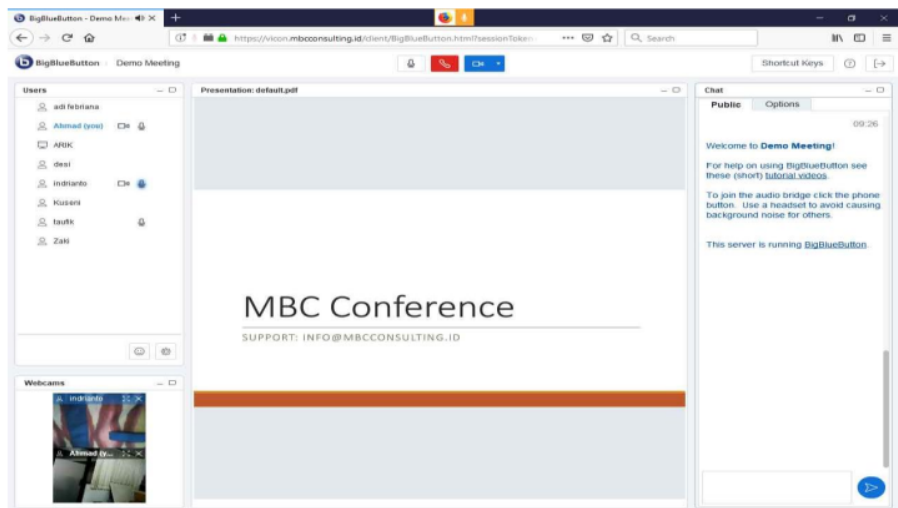 BigBlueButton - Demo Mee
https://vicon.mbcconsulting.id/client/BigBlueButton.html?sessionToken
Search
BigBlueButton
Demo Meeting
Shortcut Keys
Users
adi febriana
Ahmad (you)
ARIK
desi
indrianto
Kuseni
taufik
Zaki
Webcams
indrianto
Ahmad (y...
Presentation: default.pdf
MBC Conference
SUPPORT: INFO@MBCCONSULTING.ID
Chat
Public
Options
09:26
Welcome to Demo Meeting!
For help on using BigBlueButton see
these (short) tutorial videos.
To join the audio bridge click the phone
button. Use a headset to avoid causing
background noise for others.
This server is running BigBlueButton.